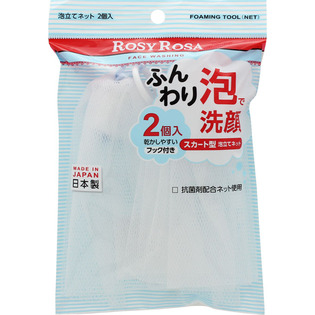 泡立てネット 2個入
FOAMING TOOL(NET)
ROSY ROSA
FACE WASHING
ふんわり泡で洗顔
2個入
乾かしやすい
フック付き
スカート型 泡立てネット
MADE IN
JAPAN
日本製
□ 抗菌剤配合ネット使用